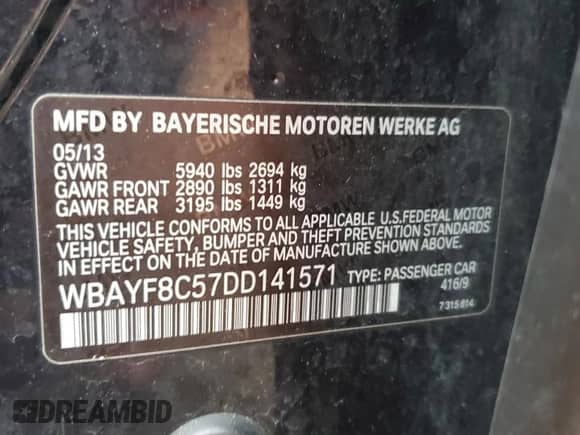 MFD BY BAYERISCHE MOTOREN WERKE AG
05/13
GVWR 5940 lbs 2694 kg
GAWR FRONT 2890 lbs 1311 kg
GAWR REAR 3195 lbs 1449 kg
THIS VEHICLE CONFORMS TO ALL APPLICABLE U.S.FEDERAL MOTOR
VEHICLE SAFETY, BUMPER AND THEFT PREVENTION STANDARDS
IN EFFECT ON THE DATE OF MANUFACTURE SHOWN ABOVE.
WBAYF8C57DD141571 TYPE: PASSENGER CAR
416/9
7315614
DREAMBID